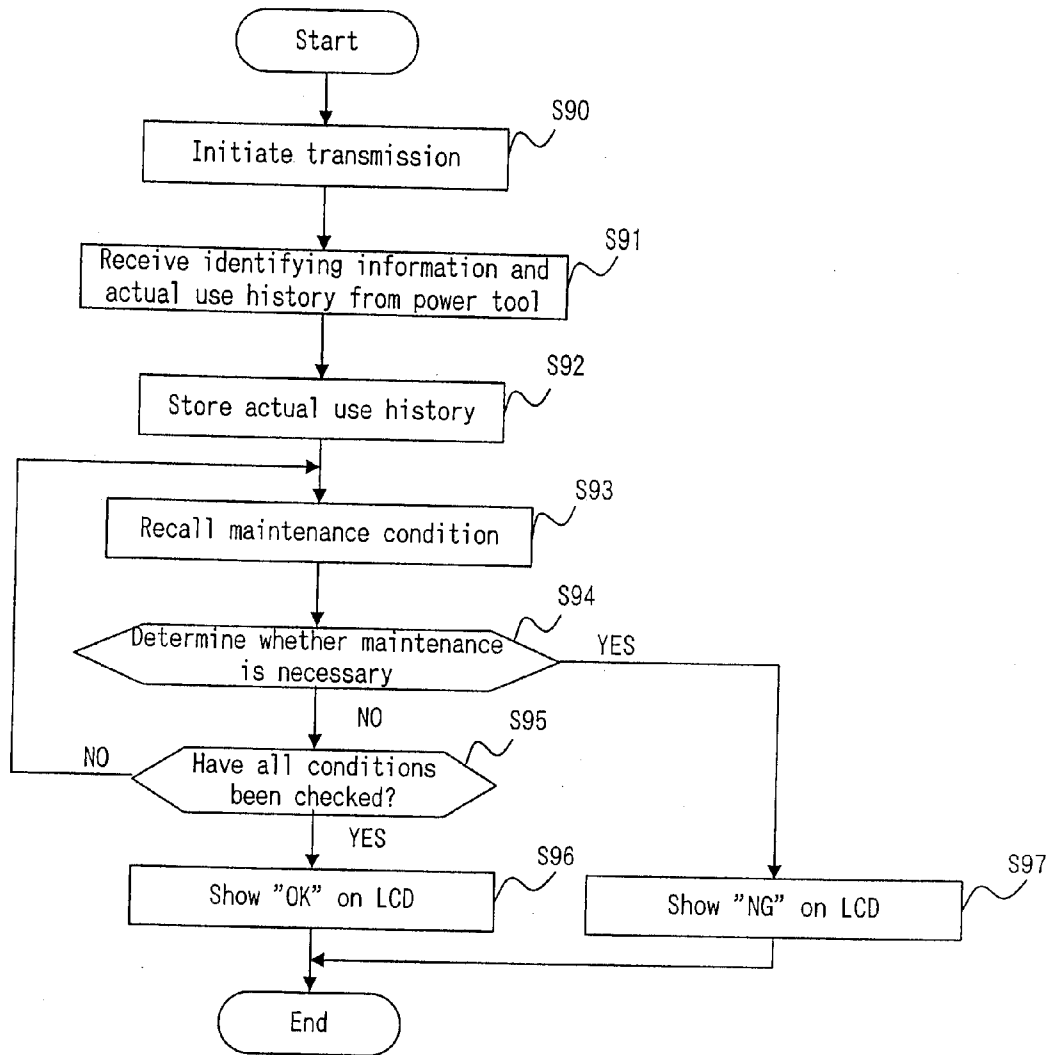 Start
S90
Initiate transmission
S91
Receive identifying information and
actual use history from power tool
S92
Store actual use history
S93
Recall maintenance condition
S94
Determine whether maintenance
is necessary
YES
NO
S95
NO
Have all conditions
been checked?
YES
S96
Show "OK" on LCD
S97
Show "NG" on LCD
End